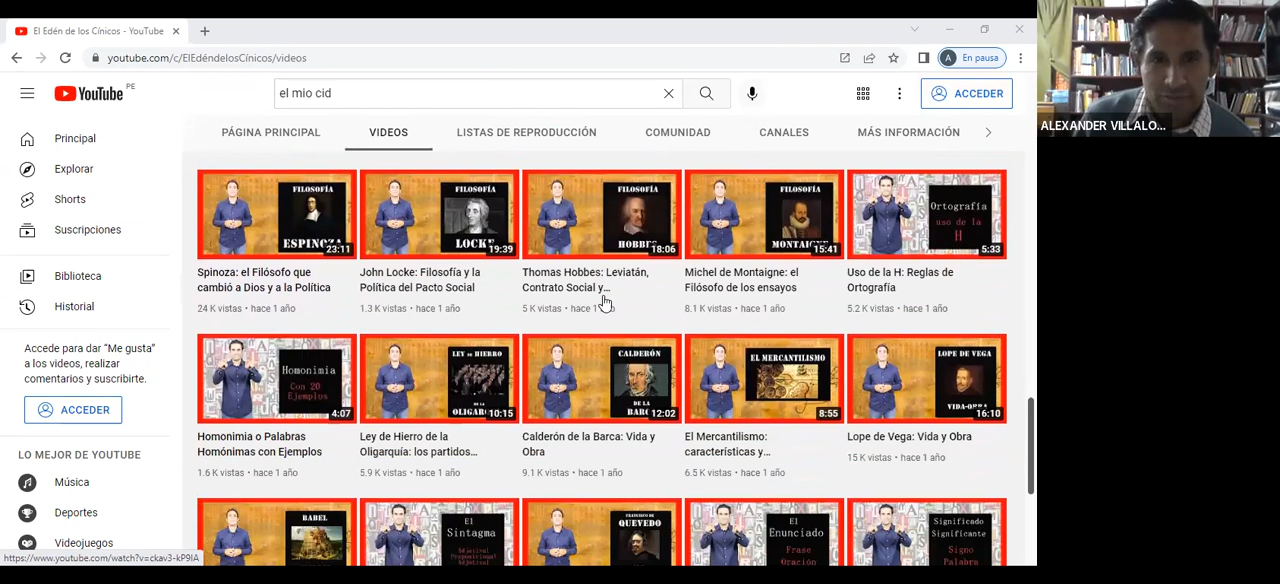 El Edén de los Cínicos - YouTube
youtube.com/c/ElEdéndelosCínicos/videos
A En pausa
YouTube PE
el mio cid
ACCEDER
ALEXANDER VILLALO...
PÁGINA PRINCIPAL VIDEOS LISTAS DE REPRODUCCIÓN COMUNIDAD CANALES MÁS INFORMACIÓN
Principal
Explorar
Shorts
Suscripciones
Biblioteca
Historial
Accede para dar “Me gusta”
a los videos, realizar
comentarios y suscribirte.
ACCEDER
LO MEJOR DE YOUTUBE
Música
Deportes
Videojuegos
https://www.youtube.com/watch?v=ckav3-kP9IA
FILOSOFÍA
ESPINOZA
23:11
Spinoza: el Filósofo que
cambió a Dios y a la Política
24 K vistas • hace 1 año
FILOSOFÍA
LOCKE
19:39
John Locke: Filosofía y la
Política del Pacto Social
1.3 K vistas • hace 1 año
FILOSOFÍA
HOBBES
18:06
Thomas Hobbes: Leviatán,
Contrato Social y...
5 K vistas • hace 1 año
FILOSOFÍA
MONTAIGNE
15:41
Michel de Montaigne: el
Filósofo de los ensayos
8.1 K vistas • hace 1 año
Ortografía
uso de la
H
5:33
Uso de la H: Reglas de
Ortografía
5.2 K vistas • hace 1 año
Homonimia
Con 20
Ejemplos
4:07
Homonimia o Palabras
Homónimas con Ejemplos
1.6 K vistas • hace 1 año
LEY de HIERRO
DE LA
OLIGAR
10:15
Ley de Hierro de la
Oligarquía: los partidos...
5.9 K vistas • hace 1 año
CALDERÓN
DE LA
BARC
12:02
Calderón de la Barca: Vida y
Obra
9.1 K vistas • hace 1 año
EL MERCANTILISMO
8:55
El Mercantilismo:
características y...
6.5 K vistas • hace 1 año
LOPE DE VEGA
VIDA-OBRA
16:10
Lope de Vega: Vida y Obra
15 K vistas • hace 1 año
BABEL
El
Sintagma
Adjetival
Preposicional
Adjetival
FRANCISCO DE
QUEVEDO
El
Enunciado
Frase
Oración
Significado
Significante
Signo
Palabra